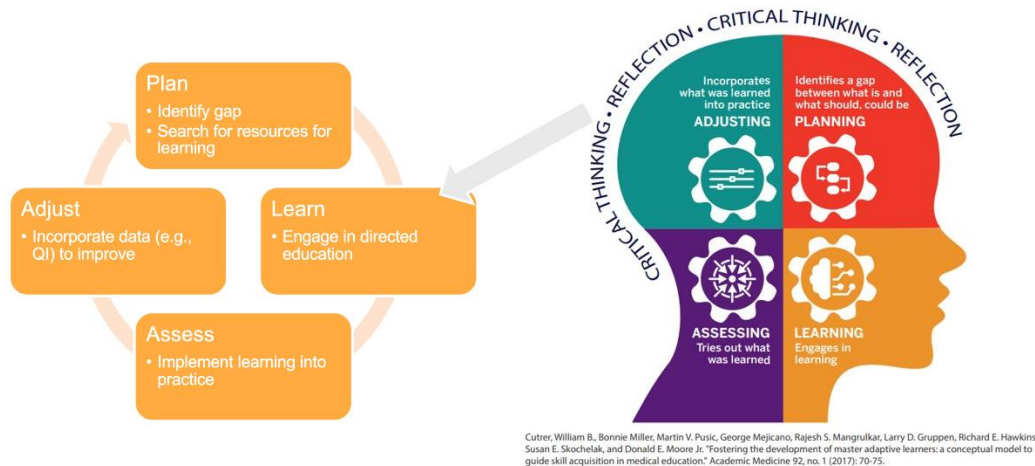 Plan
• Identify gap
• Search for resources for
learning
Adjust
• Incorporate data (e.g.,
QI) to improve
Learn
• Engage in directed
education
Assess
• Implement learning into
practice
CRITICAL THINKING • REFLECTION • CRITICAL THINKING • REFLECTION
Incorporates
what was learned
into practice
ADJUSTING
Identifies a gap
between what is and
what should, could be
PLANNING
ASSESSING
Tries out what
was learned
LEARNING
Engages in
learning
Cutrer, William B., Bonnie Miller, Martin V. Pusic, George Mejicano, Rajesh S. Mangrulkar, Larry D. Gruppen, Richard E. Hawkins,
Susan E. Skochelak, and Donald E. Moore Jr. "Fostering the development of master adaptive learners: a conceptual model to
guide skill acquisition in medical education." Academic Medicine 92, no. 1 (2017): 70-75.